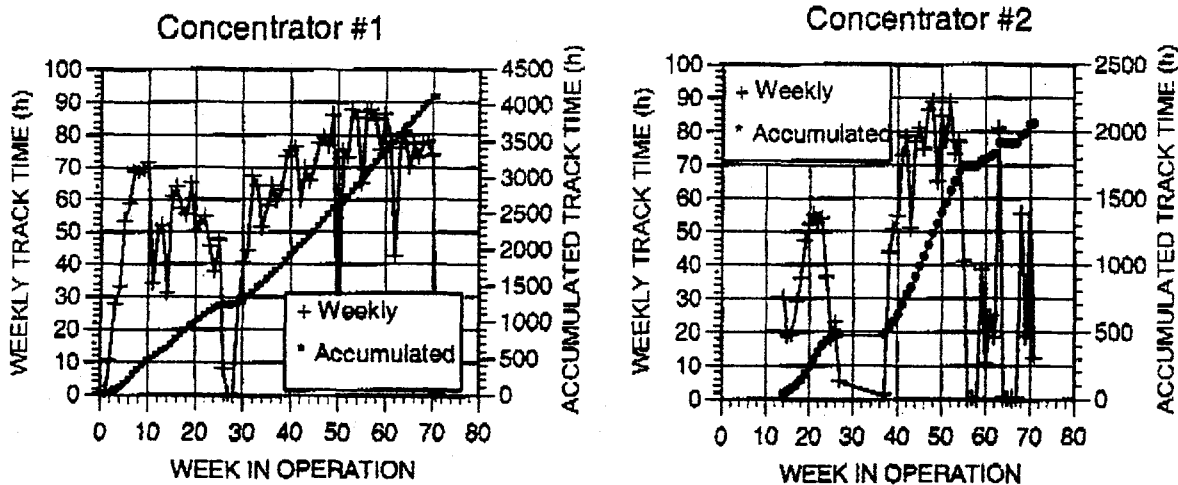 Concentrator #1
WEEKLY TRACK TIME (h)
100
90
80
70
60
50
40
30
20
10
0
4500
4000
3500
3000
2500
2000
1500
1000
500
0
ACCUMULATED TRACK TIME (h)
+ Weekly
* Accumulated
0 10 20 30 40 50 60 70 80
WEEK IN OPERATION
Concentrator #2
WEEKLY TRACK TIME (h)
100
90
80
70
60
50
40
30
20
10
0
2500
2000
1500
1000
500
0
ACCUMULATED TRACK TIME (h)
+ Weekly
* Accumulated
10 20 30 40 50 60 70 80
WEEK IN OPERATION